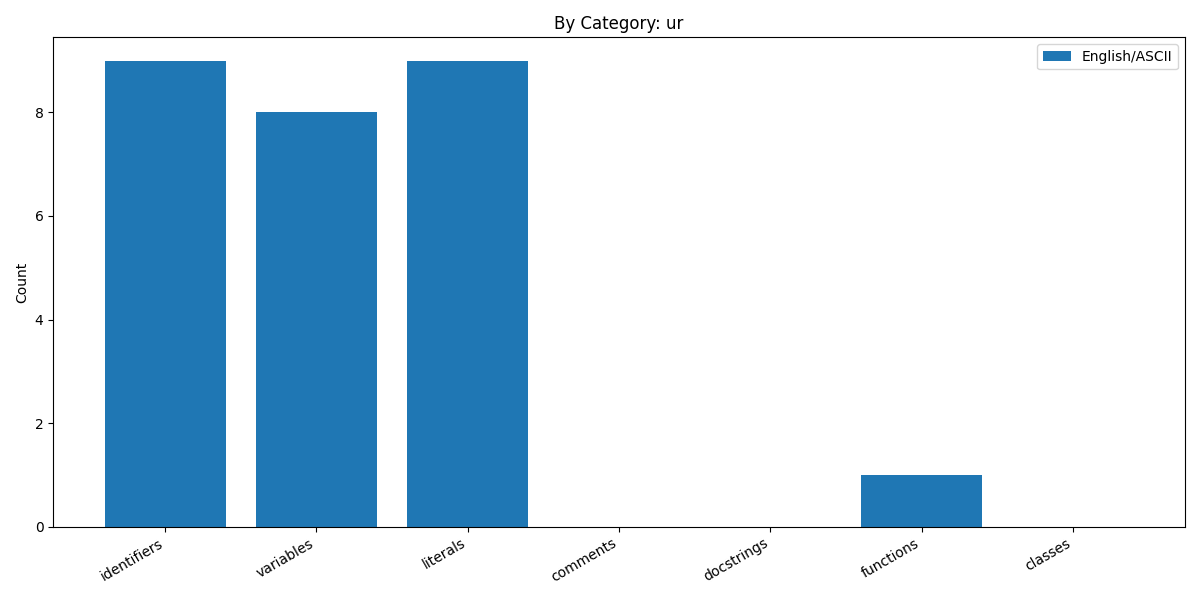 By Category: ur
English/ASCII
Count
8
6
4
2
0
identifiers
variables
literals
comments
docstrings
functions
classes